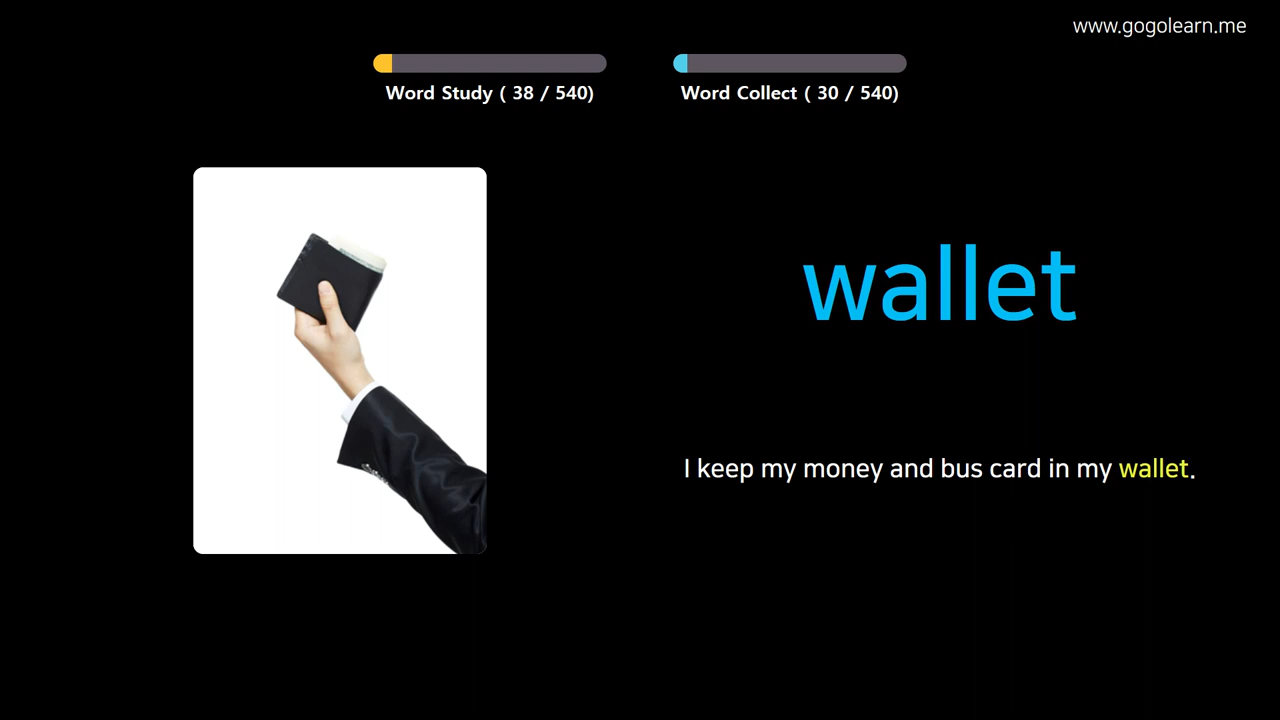 www.gogolearn.me
Word Study ( 38 / 540)
Word Collect ( 30 / 540)
wallet
I keep my money and bus card in my wallet.